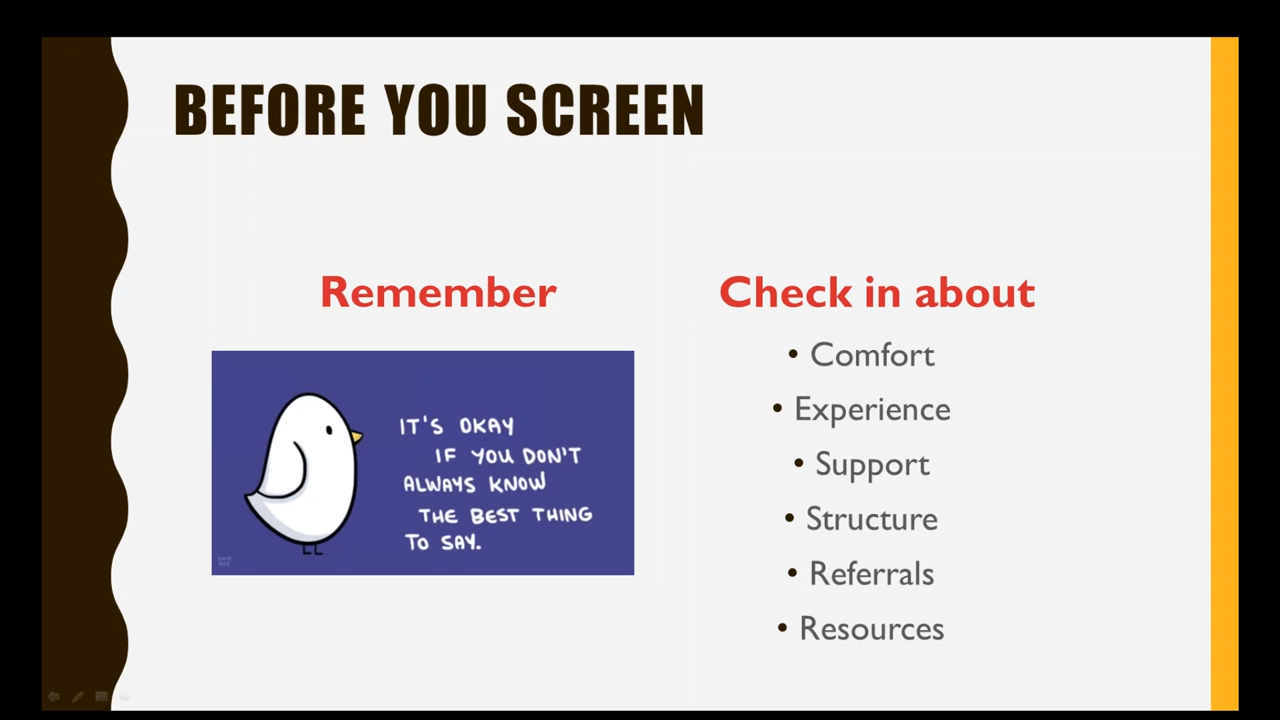 BEFORE YOU SCREEN
Remember
IT'S OKAY
IF YOU DON'T
ALWAYS KNOW
THE BEST THING
TO SAY.
Check in about
• Comfort
• Experience
• Support
• Structure
• Referrals
• Resources